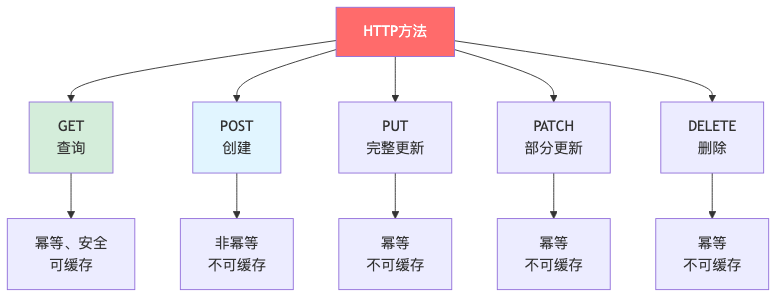 HTTP方法
GET
查询
POST
创建
PUT
完整更新
PATCH
部分更新
DELETE
删除
幂等、安全
可缓存
非幂等
不可缓存
幂等
不可缓存
幂等
不可缓存
幂等
不可缓存